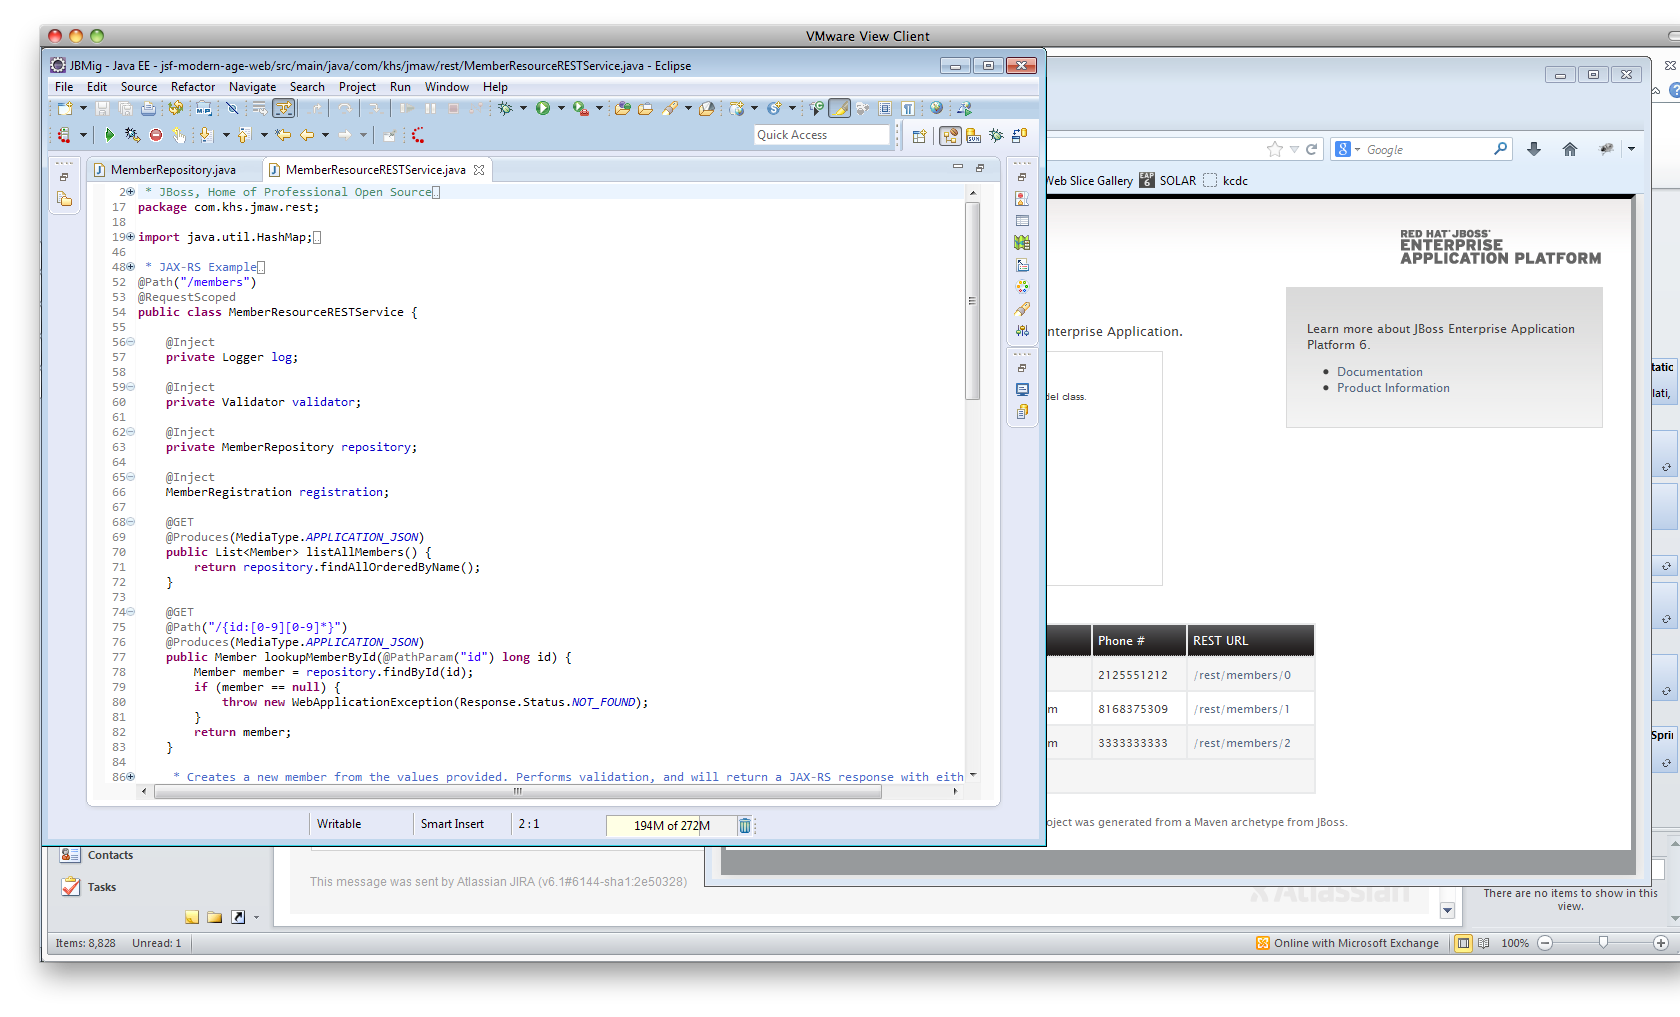 VMware View Client
JBMig - Java EE - jsf-modern-age-web/src/main/java/com/khs/jmaw/rest/MemberResourceRESTService.java - Eclipse
File Edit Source Refactor Navigate Search Project Run Window Help
Quick Access
MemberRepository.java MemberResourceRESTService.java
2 * JBoss, Home of Professional Open Source
17 package com.khs.jmaw.rest;
18
19 import java.util.HashMap;
46
48 * JAX-RS Example
52 @Path("/members")
53 @RequestScoped
54 public class MemberResourceRESTService {
55
56 @Inject
57 private Logger log;
58
59 @Inject
60 private Validator validator;
61
62 @Inject
63 private MemberRepository repository;
64
65 @Inject
66 MemberRegistration registration;
67
68 @GET
69 @Produces(MediaType.APPLICATION_JSON)
70 public List<Member> listAllMembers() {
71 return repository.findAllOrderedByName();
72 }
73
74 @GET
75 @Path("/{id:[0-9][0-9]*}")
76 @Produces(MediaType.APPLICATION_JSON)
77 public Member lookupMemberById(@PathParam("id") long id) {
78 Member member = repository.findById(id);
79 if (member == null) {
80 throw new WebApplicationException(Response.Status.NOT_FOUND);
81 }
82 return member;
83 }
84
86 * Creates a new member from the values provided. Performs validation, and will return a JAX-RS response with eith
Writable Smart Insert 2 : 1 194M of 272M
Google
Web Slice Gallery EAP 6 SOLAR kcdc
RED HAT JBOSS
ENTERPRISE
APPLICATION PLATFORM
nterprise Application.
Learn more about JBoss Enterprise Application
Platform 6.
Documentation
Product Information
del class.
Phone # REST URL
2125551212 /rest/members/0
m 8168375309 /rest/members/1
m 3333333333 /rest/members/2
oject was generated from a Maven archetype from JBoss.
tatic
lati,
Sprin
Contacts
Tasks
This message was sent by Atlassian JIRA (v6.1#6144-sha1:2e50328)
Atlassian
There are no items to show in this
view.
Items: 8,828 Unread: 1
Online with Microsoft Exchange 100%